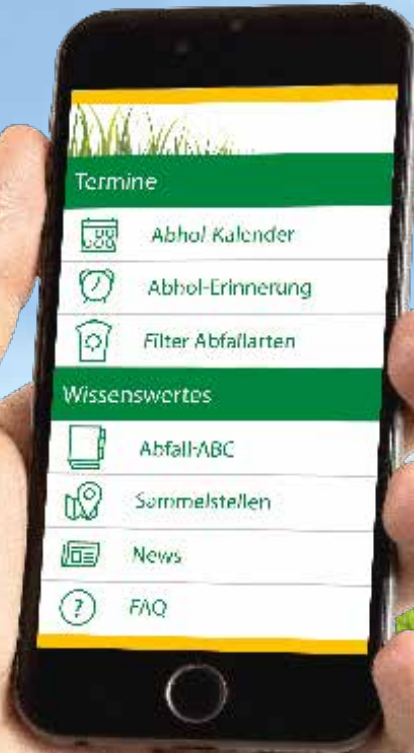 Termine
Abhol Kalender
Abhol-Erinnerung
Filter Abfallarten
Wissenswertes
Abfall-ABC
Sammelstellen
News
FAQ